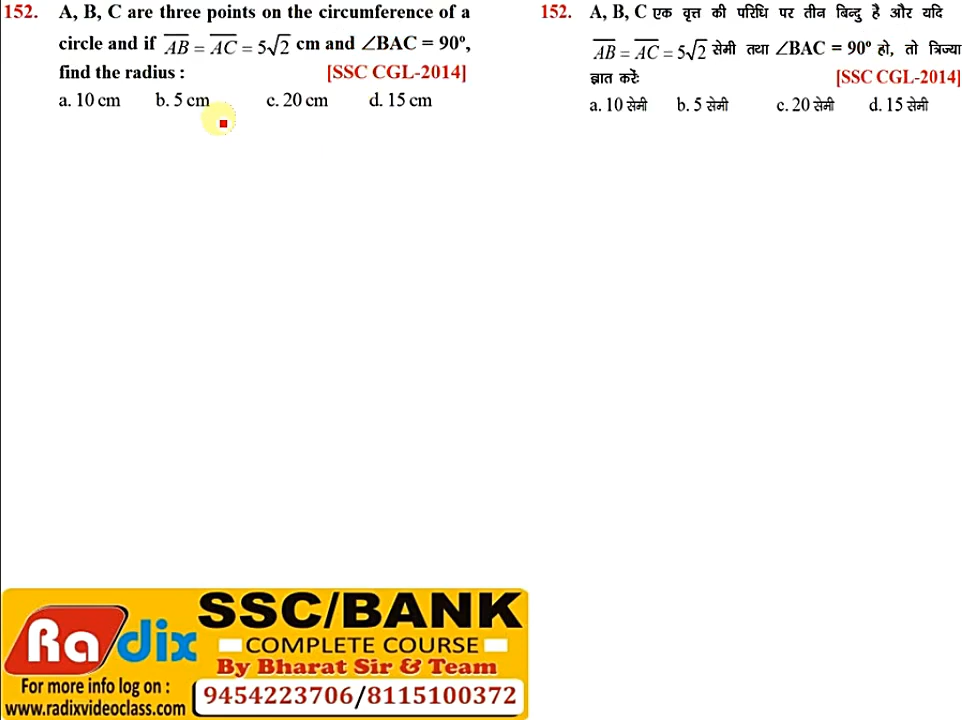 152. A, B, C are three points on the circumference of a
circle and if AB = AC = 5√2 cm and ∠BAC = 90º,
find the radius : [SSC CGL-2014]
a. 10 cm b. 5 cm c. 20 cm d. 15 cm
152. A, B, C एक वृत्त की परिधि पर तीन बिन्दु है और यदि
AB = AC = 5√2 सेमी तथा ∠BAC = 90º हो, तो त्रिज्या
ज्ञात करेंः [SSC CGL-2014]
a. 10 सेमी b. 5 सेमी c. 20 सेमी d. 15 सेमी
Radix
SSC/BANK
COMPLETE COURSE
By Bharat Sir & Team
For more info log on :
www.radixvideoclass.com
9454223706/8115100372